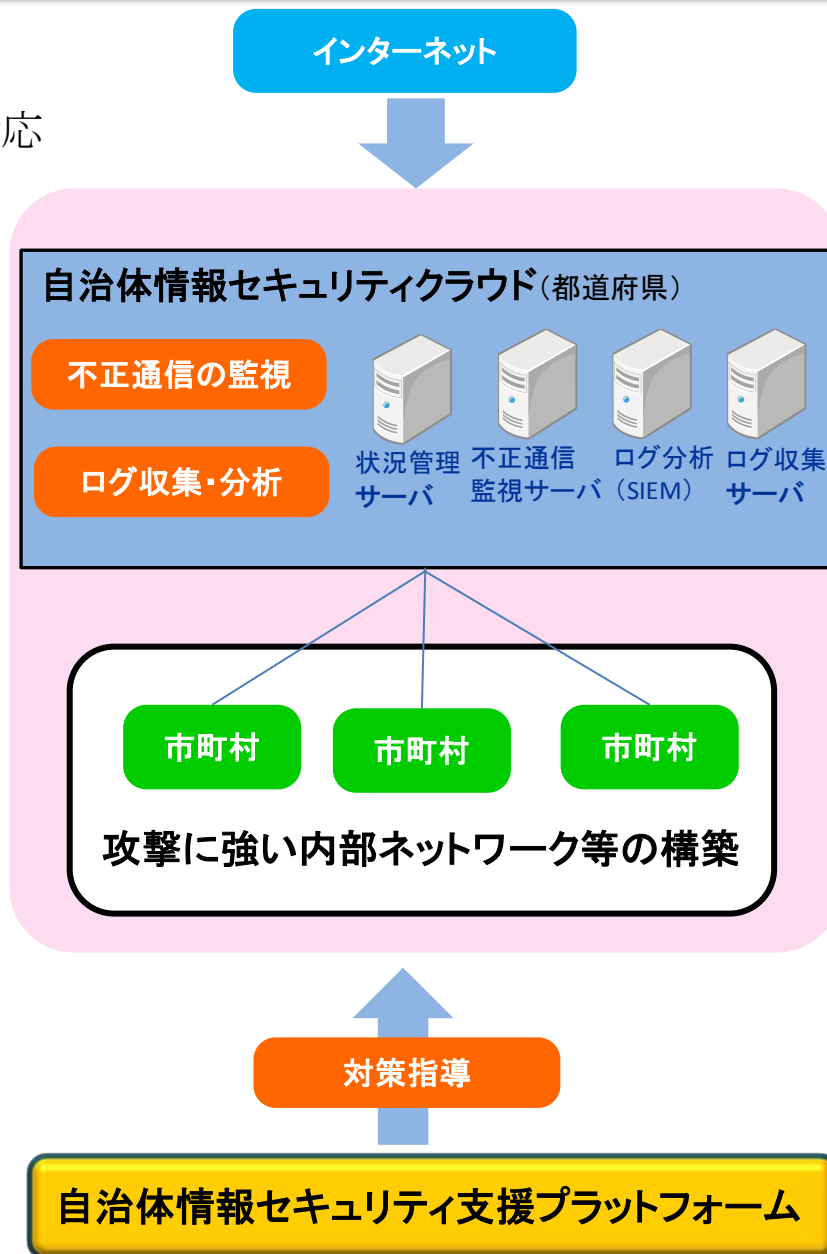 インターネット
応
自治体情報セキュリティクラウド（都道府県）
不正通信の監視
ログ収集・分析
状況管理
サーバ
不正通信
監視サーバ
ログ分析
（SIEM）
ログ収集
サーバ
市町村
市町村
市町村
攻撃に強い内部ネットワーク等の構築
対策指導
自治体情報セキュリティ支援プラットフォーム